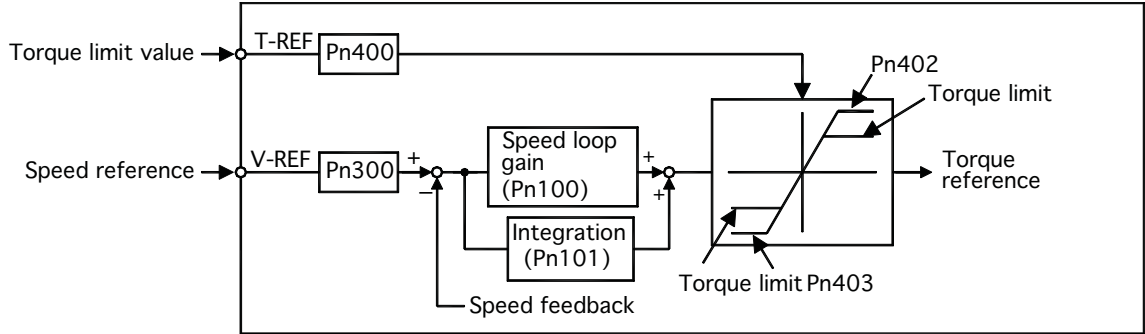 Torque limit value
T-REF
Pn400
Pn402
Torque limit
Speed reference
V-REF
Pn300
+
−
Speed loop
gain
(Pn100)
+
+
Torque
reference
Integration
(Pn101)
Torque limit
Pn403
Speed feedback